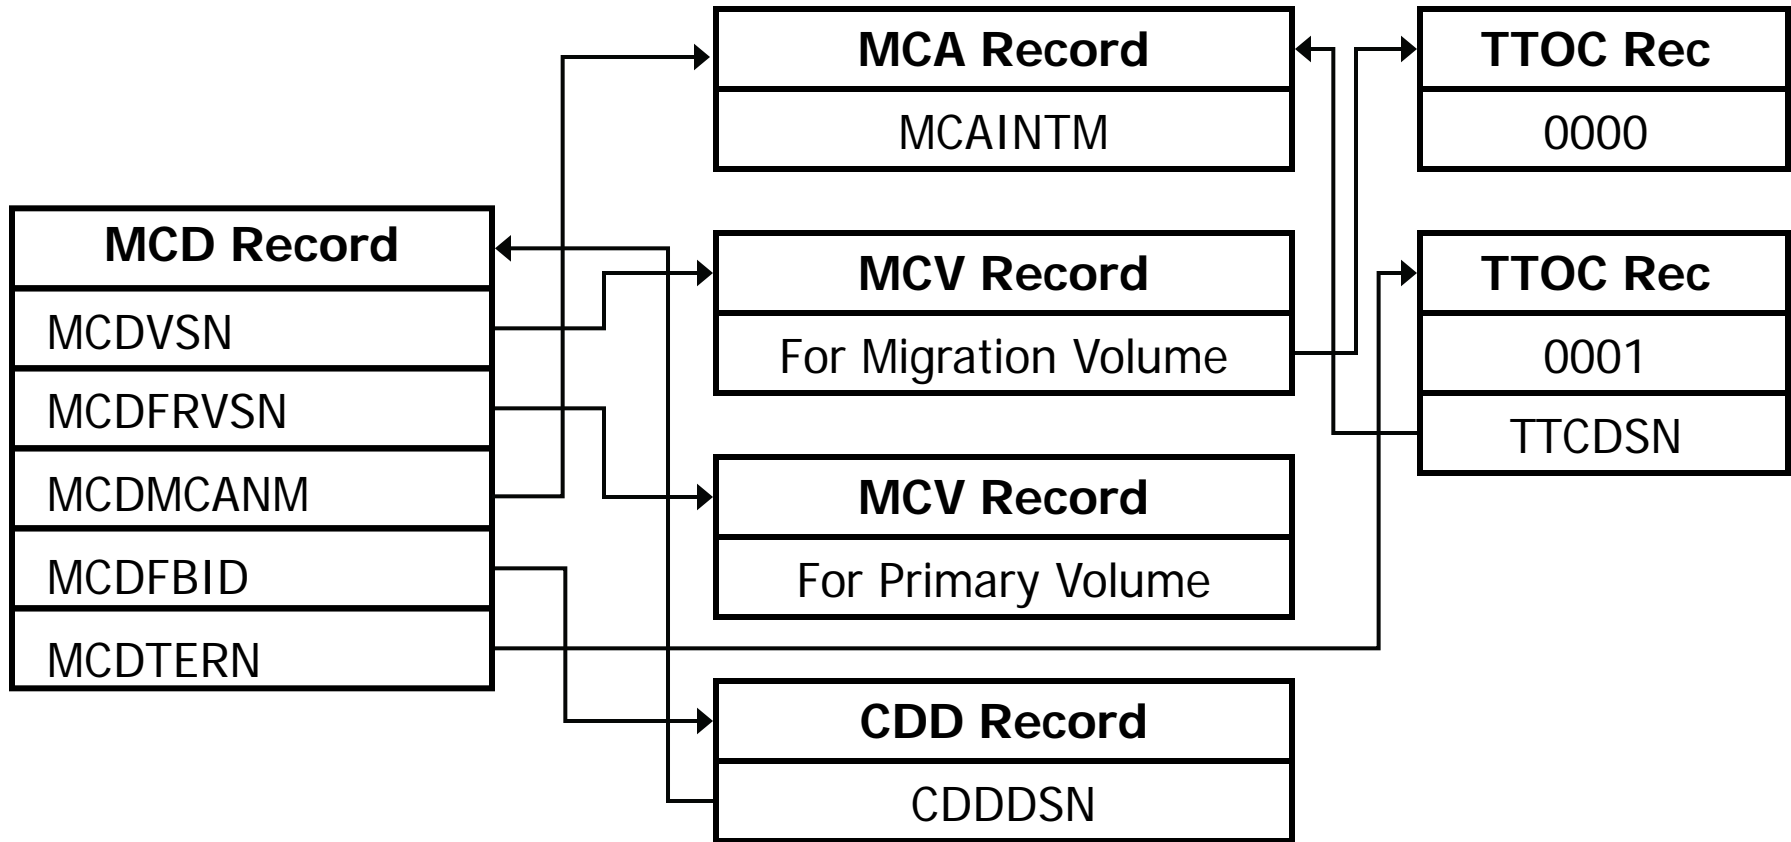 MCD Record
MCDVSN
MCDFRVSN
MCDMCANM
MCDFBID
MCDTERN
MCA Record
MCAINTM
MCV Record
For Migration Volume
MCV Record
For Primary Volume
CDD Record
CDDDSN
TTOC Rec
0000
TTOC Rec
0001
TTCDSN